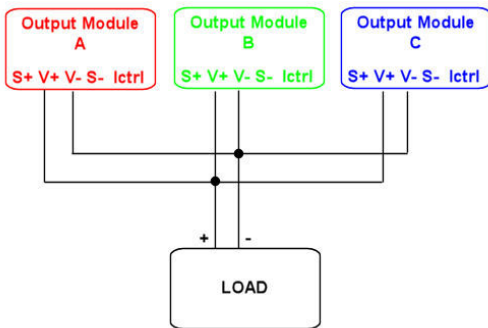 Output Module
A
S+ V+ V- S- Ictrl
Output Module
B
S+ V+ V- S- Ictrl
Output Module
C
S+ V+ V- S- Ictrl
+ -
LOAD